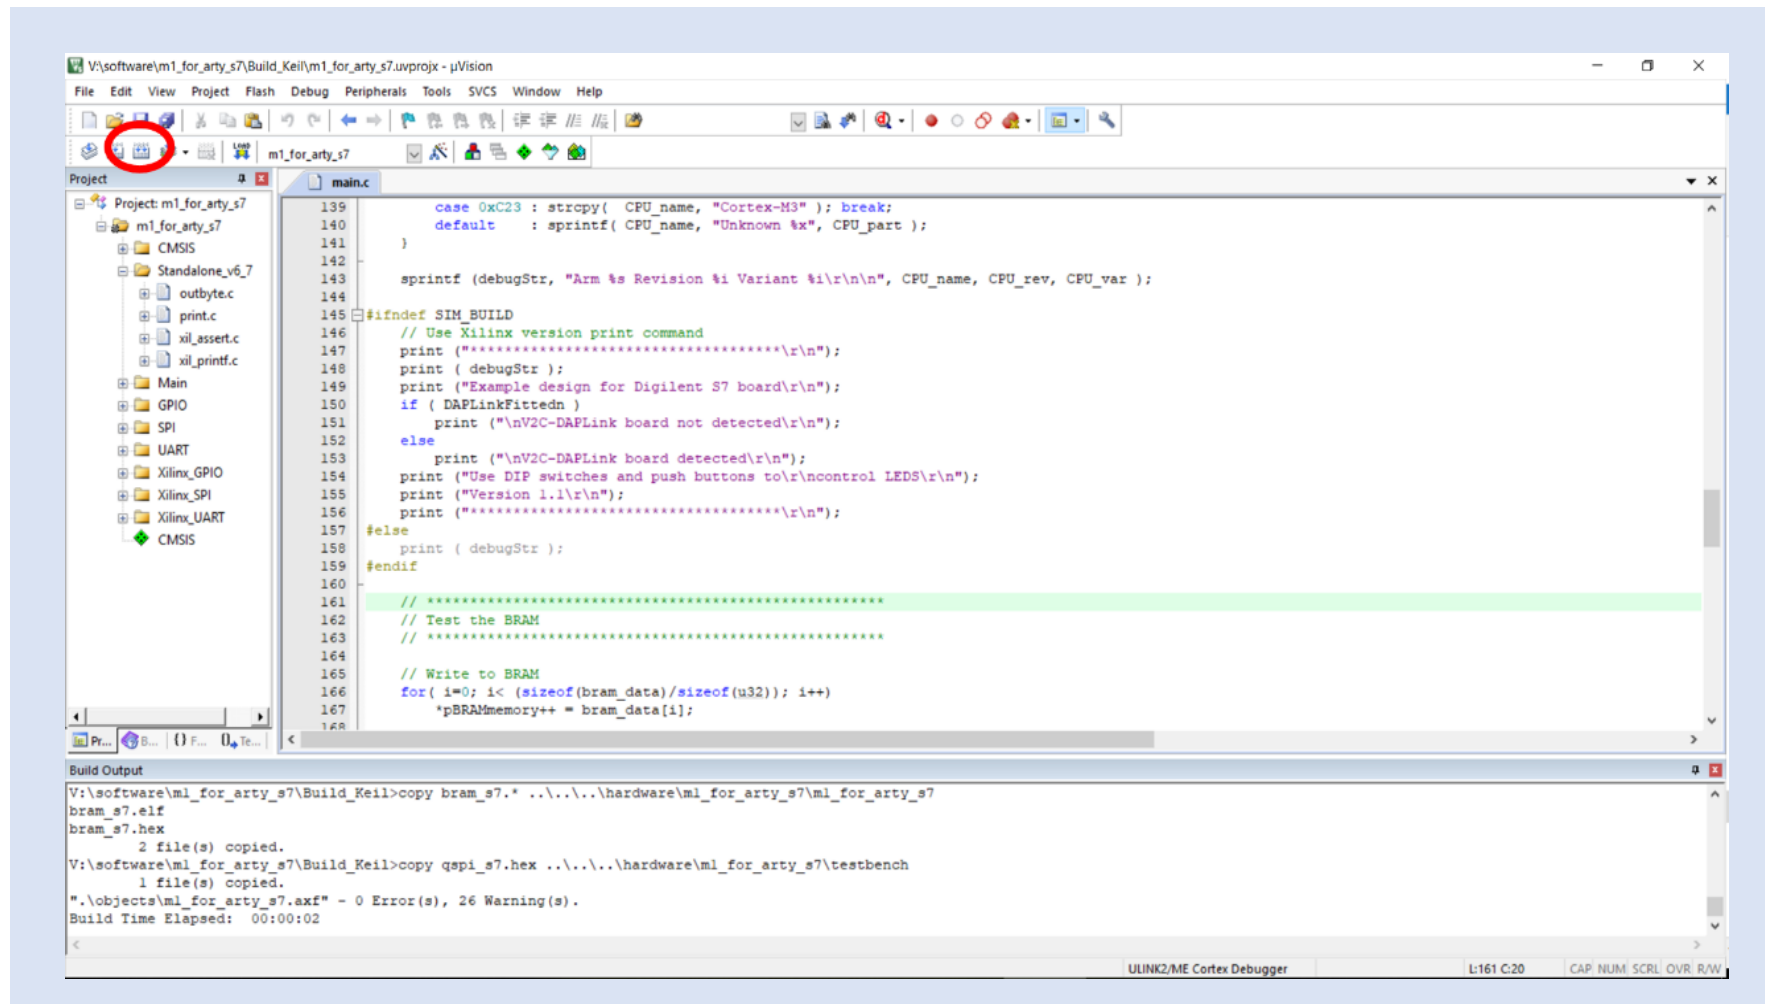 V:\software\m1_for_arty_s7\Build_Keil\m1_for_arty_s7.uvprojx - µVision
File Edit View Project Flash Debug Peripherals Tools SVCS Window Help
m1_for_arty_s7
Project
main.c
Project: m1_for_arty_s7
m1_for_arty_s7
CMSIS
Standalone_v6_7
outbyte.c
print.c
xil_assert.c
xil_printf.c
Main
GPIO
SPI
UART
Xilinx_GPIO
Xilinx_SPI
Xilinx_UART
CMSIS
Pr... B... {} F... 0 Te...
139 case 0xC23 : strcpy( CPU_name, "Cortex-M3" ); break;
140 default : sprintf( CPU_name, "Unknown %x", CPU_part );
141 }
142
143 sprintf (debugStr, "Arm %s Revision %i Variant %i\r\n\n", CPU_name, CPU_rev, CPU_var );
144
145 #ifndef SIM_BUILD
146 // Use Xilinx version print command
147 print ("************************************\r\n");
148 print ( debugStr );
149 print ("Example design for Digilent S7 board\r\n");
150 if ( DAPLinkFittedn )
151 print ("\nV2C-DAPLink board not detected\r\n");
152 else
153 print ("\nV2C-DAPLink board detected\r\n");
154 print ("Use DIP switches and push buttons to\r\ncontrol LEDS\r\n");
155 print ("Version 1.1\r\n");
156 print ("************************************\r\n");
157 #else
158 print ( debugStr );
159 #endif
160
161 // *****************************************************
162 // Test the BRAM
163 // *****************************************************
164
165 // Write to BRAM
166 for( i=0; i< (sizeof(bram_data)/sizeof(u32)); i++)
167 *pBRAMmemory++ = bram_data[i];
168
Build Output
V:\software\m1_for_arty_s7\Build_Keil>copy bram_s7.* ..\..\..\hardware\m1_for_arty_s7\m1_for_arty_s7
bram_s7.elf
bram_s7.hex
2 file(s) copied.
V:\software\m1_for_arty_s7\Build_Keil>copy qspi_s7.hex ..\..\..\hardware\m1_for_arty_s7\testbench
1 file(s) copied.
".\objects\m1_for_arty_s7.axf" - 0 Error(s), 26 Warning(s).
Build Time Elapsed: 00:00:02
ULINK2/ME Cortex Debugger L:161 C:20 CAP NUM SCRL OVR R/W